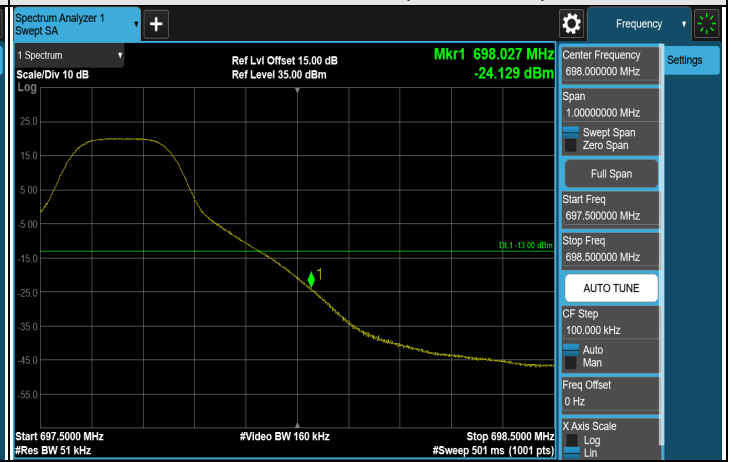 Spectrum Analyzer 1
Swept SA
+
Frequency
1 Spectrum
Scale/Div 10 dB
Log
Ref Lvl Offset 15.00 dB
Ref Level 35.00 dBm
Mkr1 698.027 MHz
-24.129 dBm
25.0
15.0
5.00
-5.00
-15.0
-25.0
-35.0
-45.0
-55.0
DL1 -13.00 dBm
1
Start 697.5000 MHz
#Res BW 51 kHz
#Video BW 160 kHz
Stop 698.5000 MHz
#Sweep 501 ms (1001 pts)
Center Frequency
698.000000 MHz
Settings
Span
1.00000000 MHz
Swept Span
Zero Span
Full Span
Start Freq
697.500000 MHz
Stop Freq
698.500000 MHz
AUTO TUNE
CF Step
100.000 kHz
Auto
Man
Freq Offset
0 Hz
X Axis Scale
Log
Lin